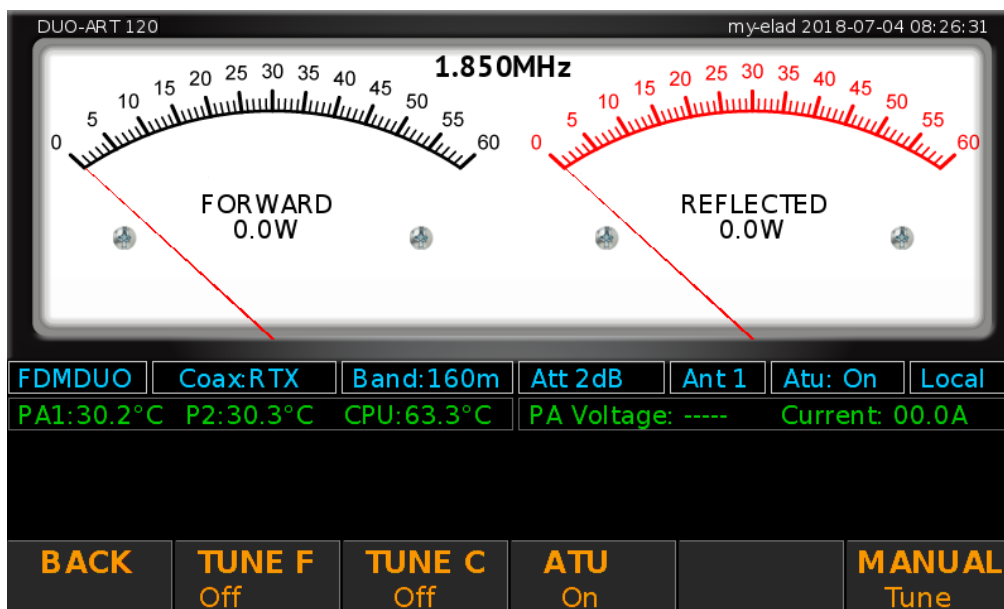 DUO-ART 120 my-elad 2018-07-04 08:26:31
1.850MHz
0 5 10 15 20 25 30 35 40 45 50 55 60
0 5 10 15 20 25 30 35 40 45 50 55 60
FORWARD
0.0W
REFLECTED
0.0W
FDMDUO Coax:RTX Band:160m Att 2dB Ant 1 Atu: On Local
PA1:30.2°C P2:30.3°C CPU:63.3°C PA Voltage: ----- Current: 00.0A
BACK TUNE F TUNE C ATU MANUAL
Off Off On Tune